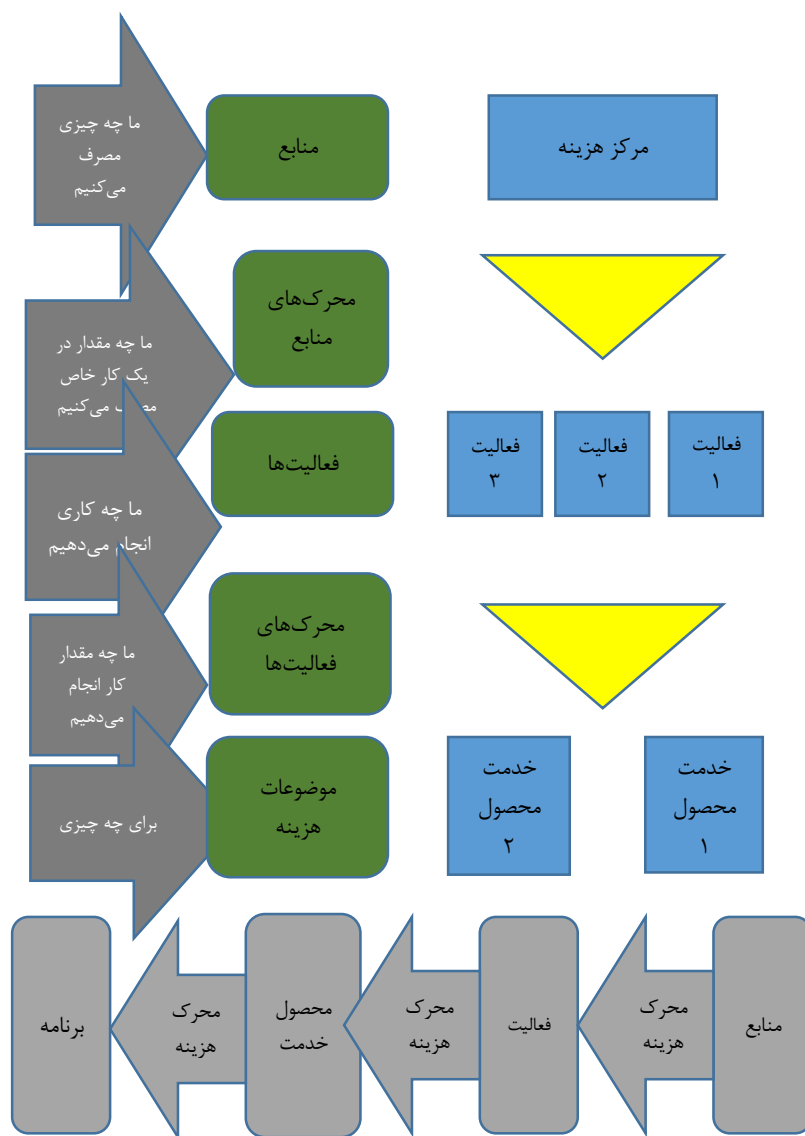 مرکز هزینه
منابع
ما چه چیزی
مصرف
می‌کنیم
محرک‌های
منابع
ما چه مقدار در
یک کار خاص
می‌کنیم
فعالیت
۱
فعالیت
۲
فعالیت
۳
فعالیت‌ها
ما چه کاری
انجام می‌دهیم
محرک‌های
فعالیت‌ها
ما چه مقدار
کار انجام
می‌دهیم
خدمت
محصول
۱
خدمت
محصول
۲
موضوعات
هزینه
برای چه چیزی
منابع
محرک
هزینه
فعالیت
محرک
هزینه
محصول
خدمت
محرک
هزینه
برنامه